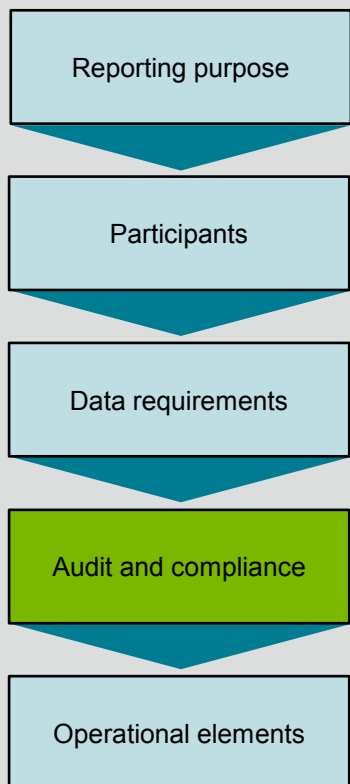 Reporting purpose
Participants
Data requirements
Audit and compliance
Operational elements